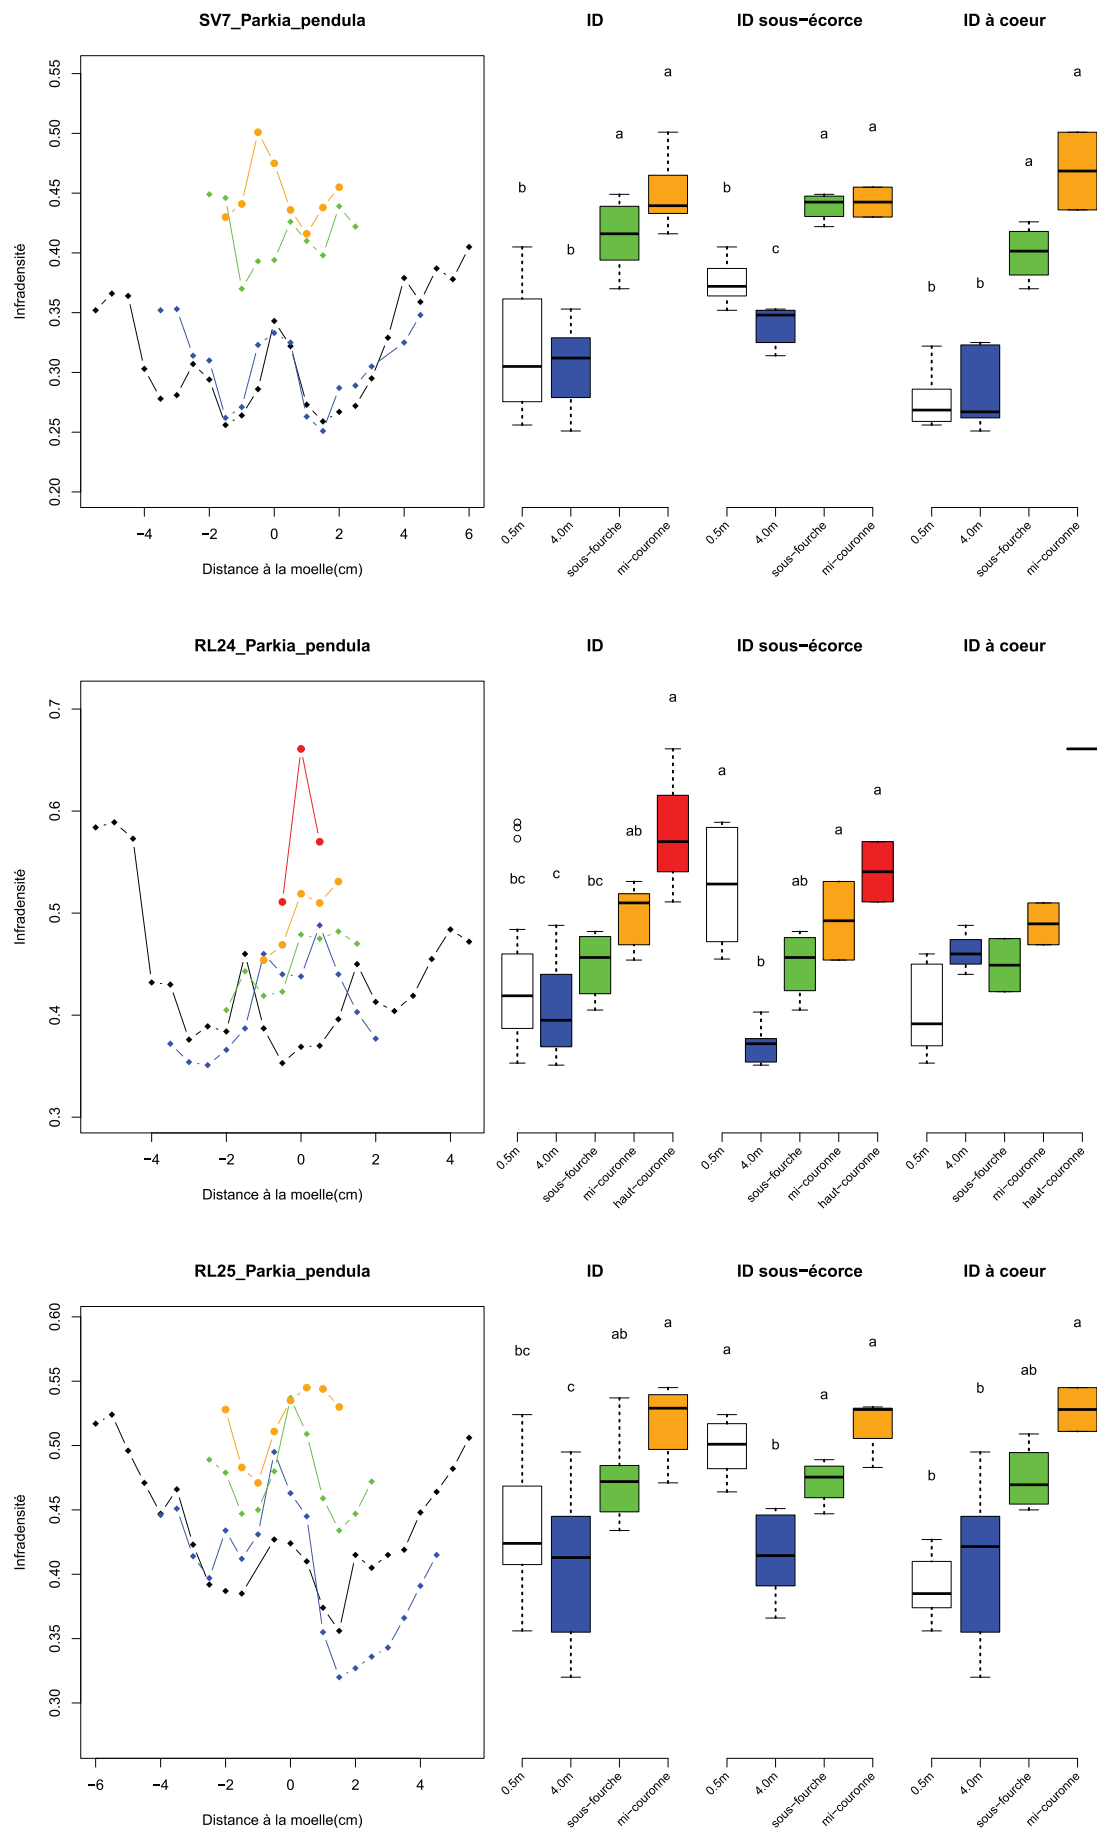 SV7_Parkia_pendula
ID
ID sous−écorce
ID à coeur
Infradensité
0.55
0.50
0.45
0.40
0.35
0.30
0.25
0.20
−4 −2 0 2 4 6
Distance à la moelle(cm)
b b a a
0.5m 4.0m sous−fourche mi−couronne
b c a a
0.5m 4.0m sous−fourche mi−couronne
b b a a
0.5m 4.0m sous−fourche mi−couronne
RL24_Parkia_pendula
ID
ID sous−écorce
ID à coeur
Infradensité
0.7
0.6
0.5
0.4
0.3
−4 −2 0 2 4
Distance à la moelle(cm)
bc c bc ab a
0.5m 4.0m sous−fourche mi−couronne haut−couronne
a b ab a a
0.5m 4.0m sous−fourche mi−couronne haut−couronne
0.5m 4.0m sous−fourche mi−couronne haut−couronne
RL25_Parkia_pendula
ID
ID sous−écorce
ID à coeur
Infradensité
0.60
0.55
0.50
0.45
0.40
0.35
0.30
−6 −4 −2 0 2 4
Distance à la moelle(cm)
bc c ab a
0.5m 4.0m sous−fourche mi−couronne
a b a a
0.5m 4.0m sous−fourche mi−couronne
b b ab a
0.5m 4.0m sous−fourche mi−couronne